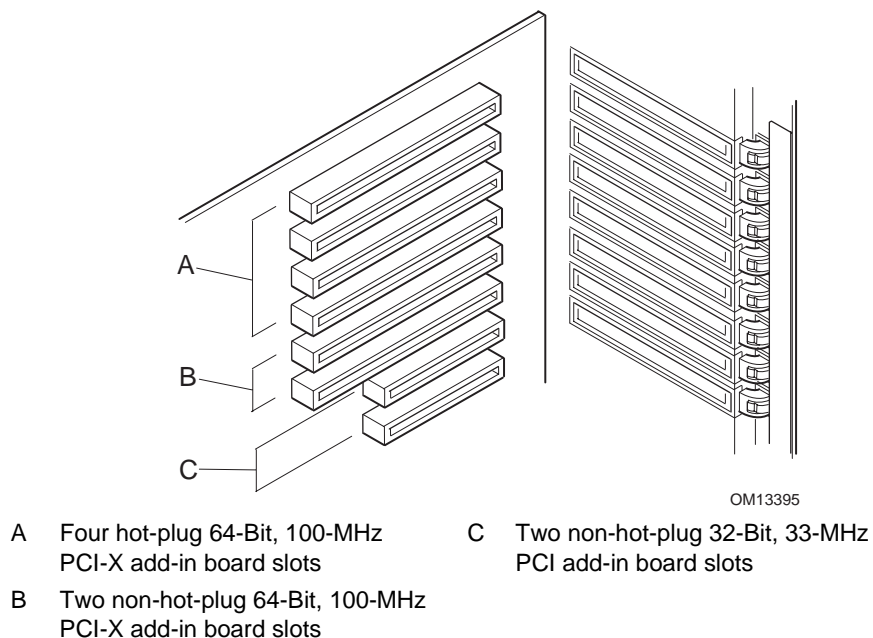 A
B
C
OM13395
A Four hot-plug 64-Bit, 100-MHz
PCI-X add-in board slots
B Two non-hot-plug 64-Bit, 100-MHz
PCI-X add-in board slots
C Two non-hot-plug 32-Bit, 33-MHz
PCI add-in board slots